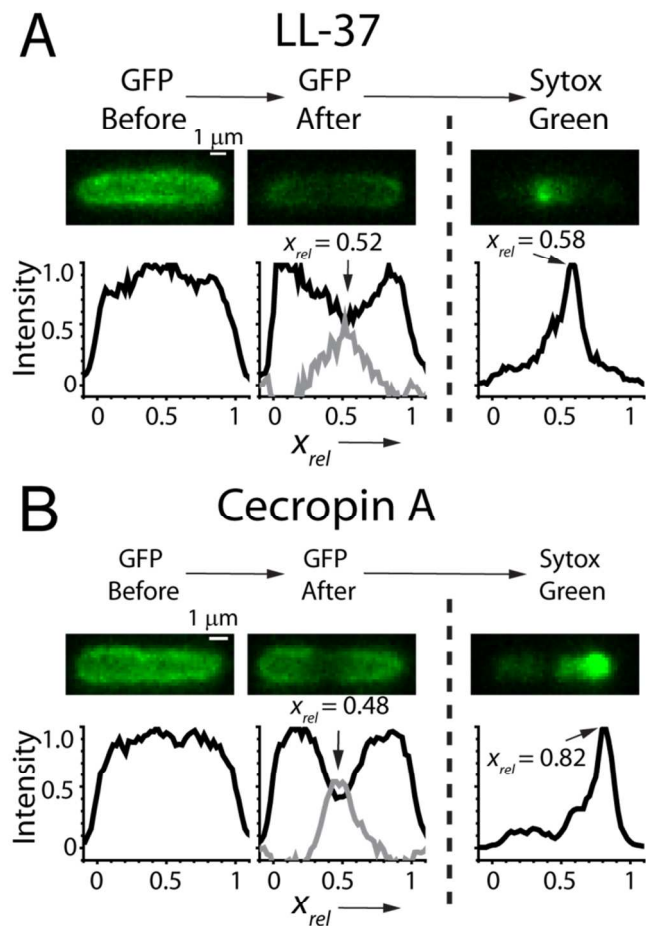 A
LL-37
GFP GFP Sytox
Before After Green
1 μm
x_rel = 0.52
x_rel = 0.58
Intensity
1.0
0.5
0
0 0.5 1 0 0.5 1 0 0.5 1
x_rel
B
Cecropin A
GFP GFP Sytox
Before After Green
1 μm
x_rel = 0.48
x_rel = 0.82
Intensity
1.0
0.5
0
0 0.5 1 0 0.5 1 0 0.5 1
x_rel